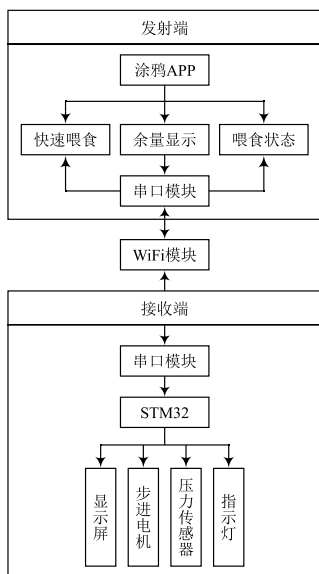 发射端
涂鸦APP
快速喂食
余量显示
喂食状态
串口模块
WiFi模块
接收端
串口模块
STM32
显示屏
步进电机
压力传感器
指示灯